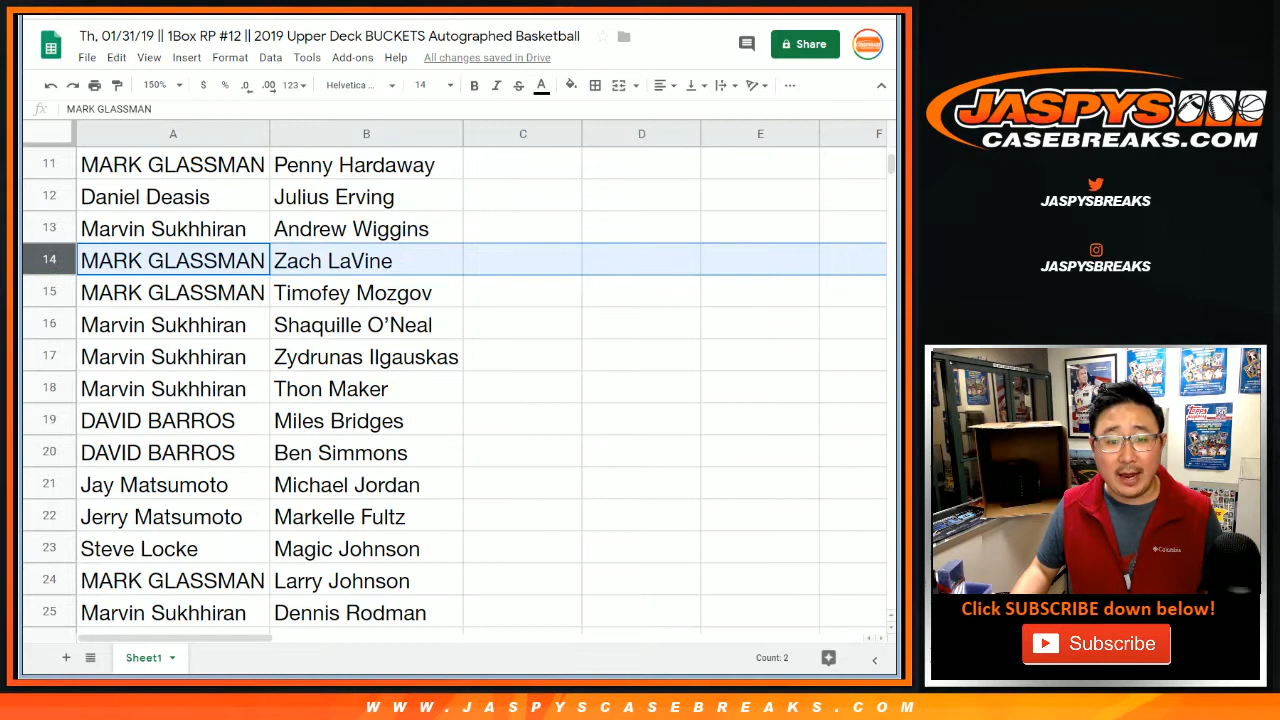 Th, 01/31/19 || 1Box RP #12 || 2019 Upper Deck BUCKETS Autographed Basketball
File Edit View Insert Format Data Tools Add-ons Help All changes saved in Drive
Share
150% $ % .0 .00 123 Helvetica ... 14 B I S A
fx MARK GLASSMAN
A B C D E F
11 MARK GLASSMAN Penny Hardaway
12 Daniel Deasis Julius Erving
13 Marvin Sukhhiran Andrew Wiggins
14 MARK GLASSMAN Zach LaVine
15 MARK GLASSMAN Timofey Mozgov
16 Marvin Sukhhiran Shaquille O’Neal
17 Marvin Sukhhiran Zydrunas Ilgauskas
18 Marvin Sukhhiran Thon Maker
19 DAVID BARROS Miles Bridges
20 DAVID BARROS Ben Simmons
21 Jay Matsumoto Michael Jordan
22 Jerry Matsumoto Markelle Fultz
23 Steve Locke Magic Johnson
24 MARK GLASSMAN Larry Johnson
25 Marvin Sukhhiran Dennis Rodman
Sheet1 Count: 2
JASPYS
CASEBREAKS.COM
JASPYSBREAKS
JASPYSBREAKS
Topps
Columbia
Click SUBSCRIBE down below!
Subscribe
WWW.JASPYSCASEBREAKS.COM